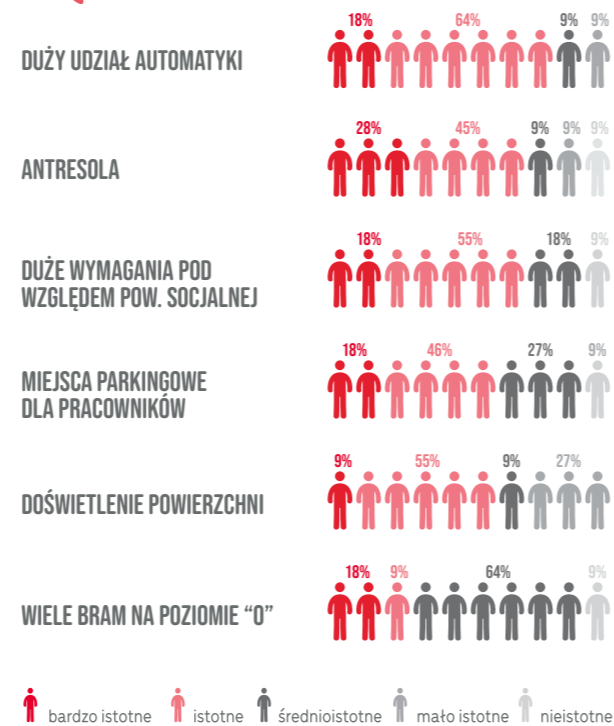 18% 64% 9% 9%
DUŻY UDZIAŁ AUTOMATYKI
28% 45% 9% 9% 9%
ANTRESOLA
18% 55% 18% 9%
DUŻE WYMAGANIA POD
WZGLĘDEM POW. SOCJALNEJ
18% 46% 27% 9%
MIEJSCA PARKINGOWE
DLA PRACOWNIKÓW
9% 55% 9% 27%
DOŚWIETLENIE POWIERZCHNI
18% 9% 64% 9%
WIELE BRAM NA POZIOMIE “0”
bardzo istotne istotne średnioistotne mało istotne nieistotne